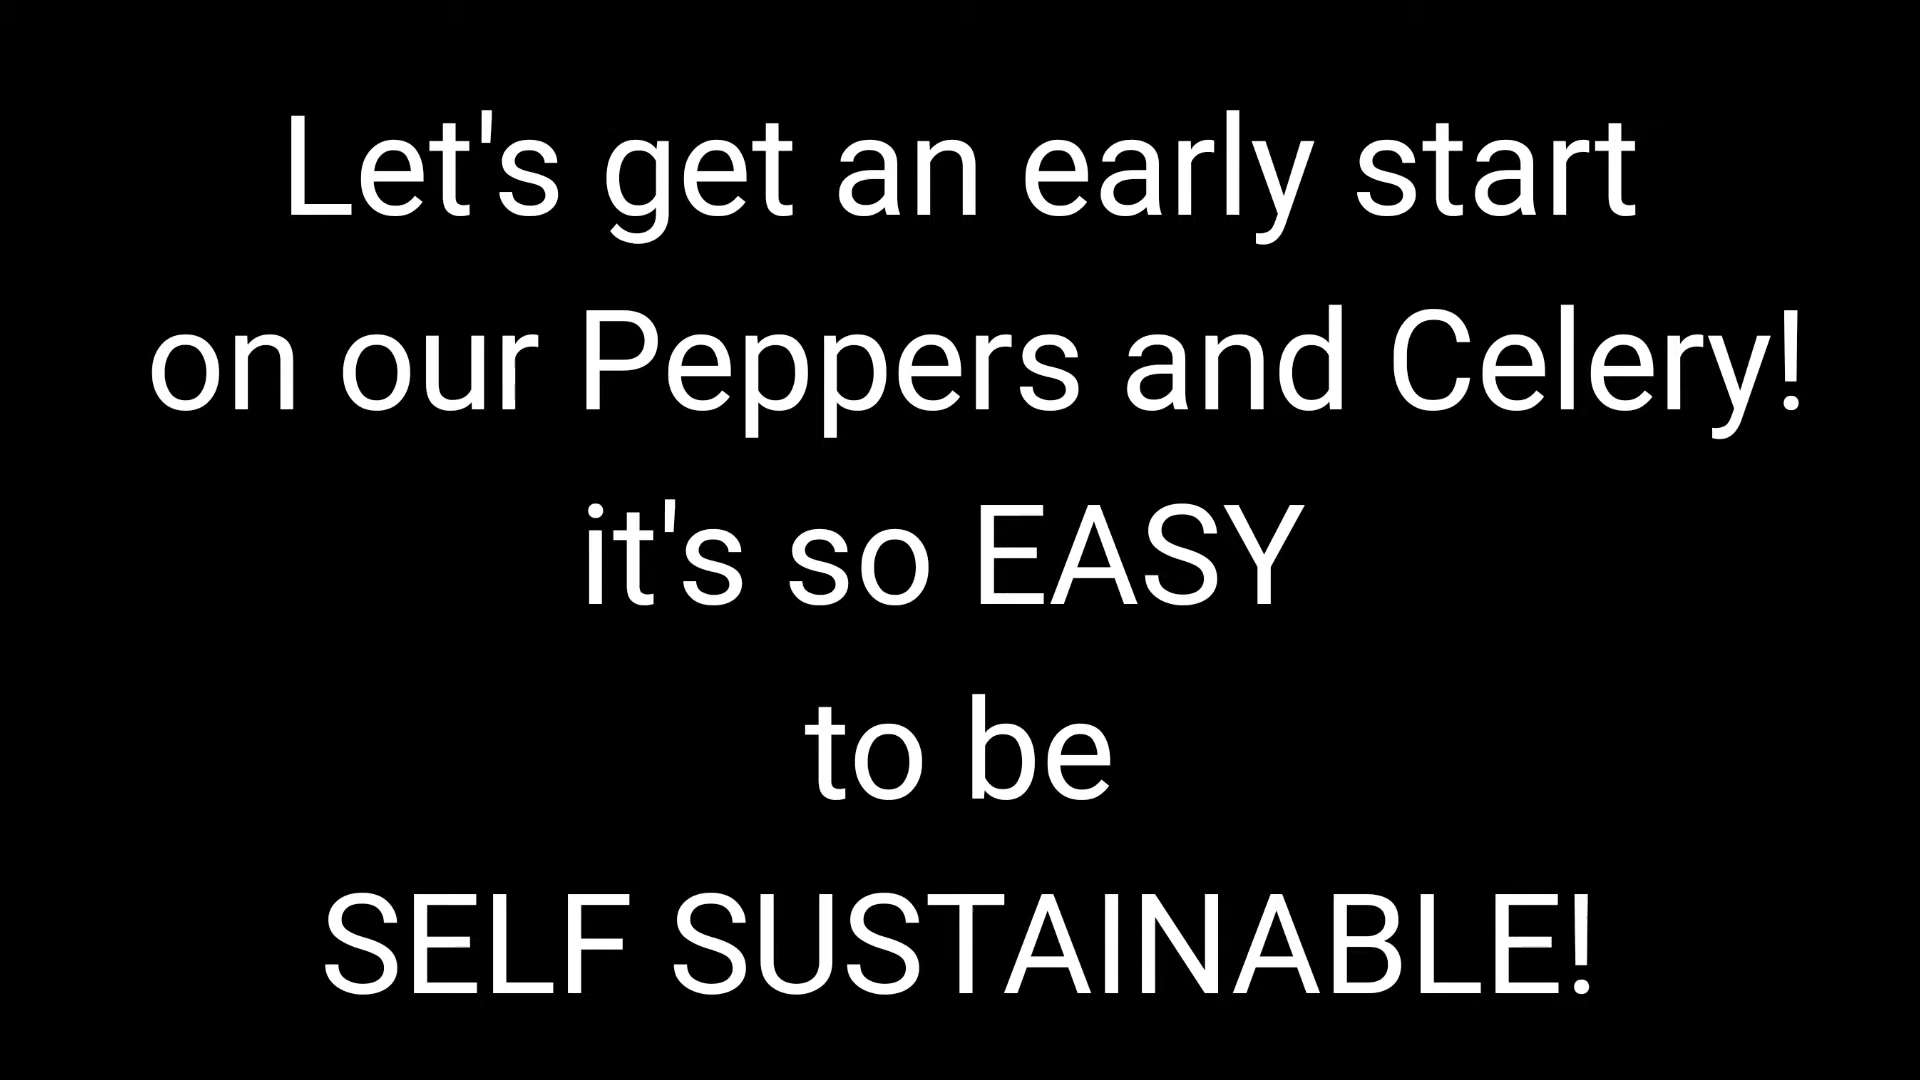 Let's get an early start
on our Peppers and Celery!
it's so EASY
to be
SELF SUSTAINABLE!